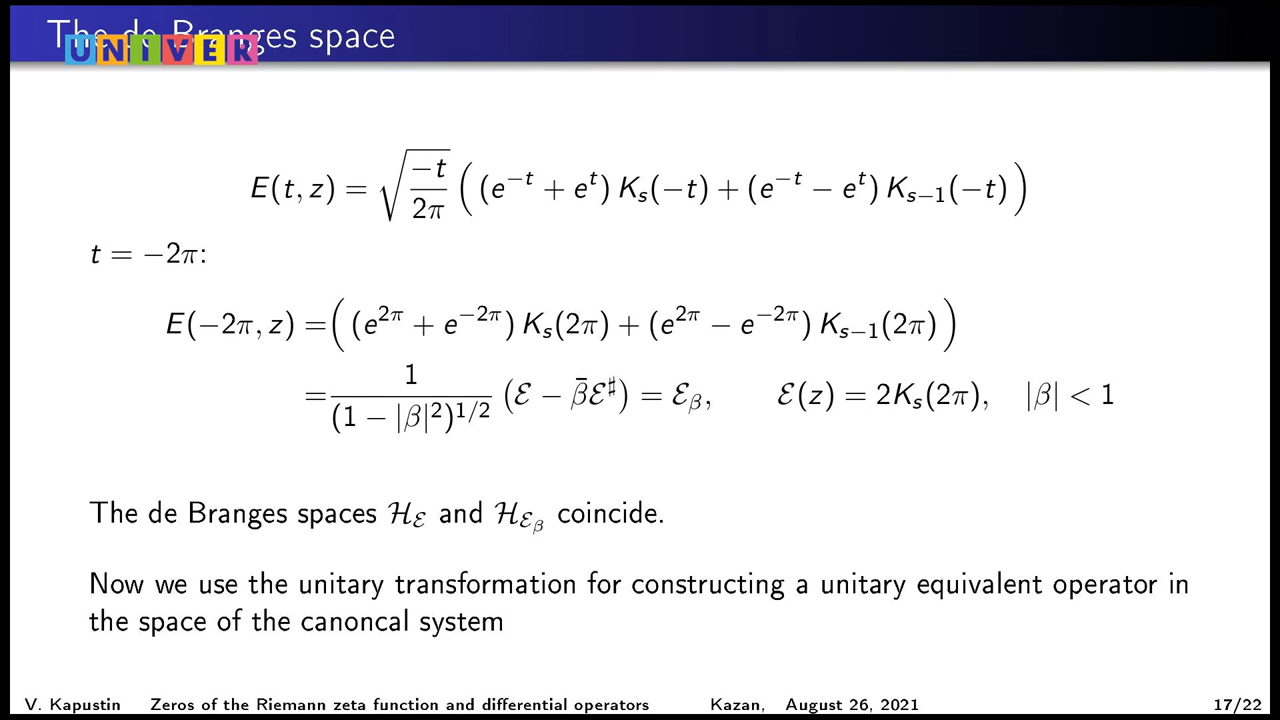 The de Branges space
UNIVER
E(t, z) = √(−t/2π) ( (e^{−t} + e^{t}) K_s(−t) + (e^{−t} − e^{t}) K_{s−1}(−t) )
t = −2π:
E(−2π, z) = ( (e^{2π} + e^{−2π}) K_s(2π) + (e^{2π} − e^{−2π}) K_{s−1}(2π) )
= 1/(1 − |β|²)^{1/2} (ℰ − β̄ℰ^♯) = ℰ_β, ℰ(z) = 2K_s(2π), |β| < 1
The de Branges spaces ℋ_ℰ and ℋ_{ℰ_β} coincide.
Now we use the unitary transformation for constructing a unitary equivalent operator in
the space of the canoncal system
V. Kapustin Zeros of the Riemann zeta function and differential operators Kazan, August 26, 2021 17/22